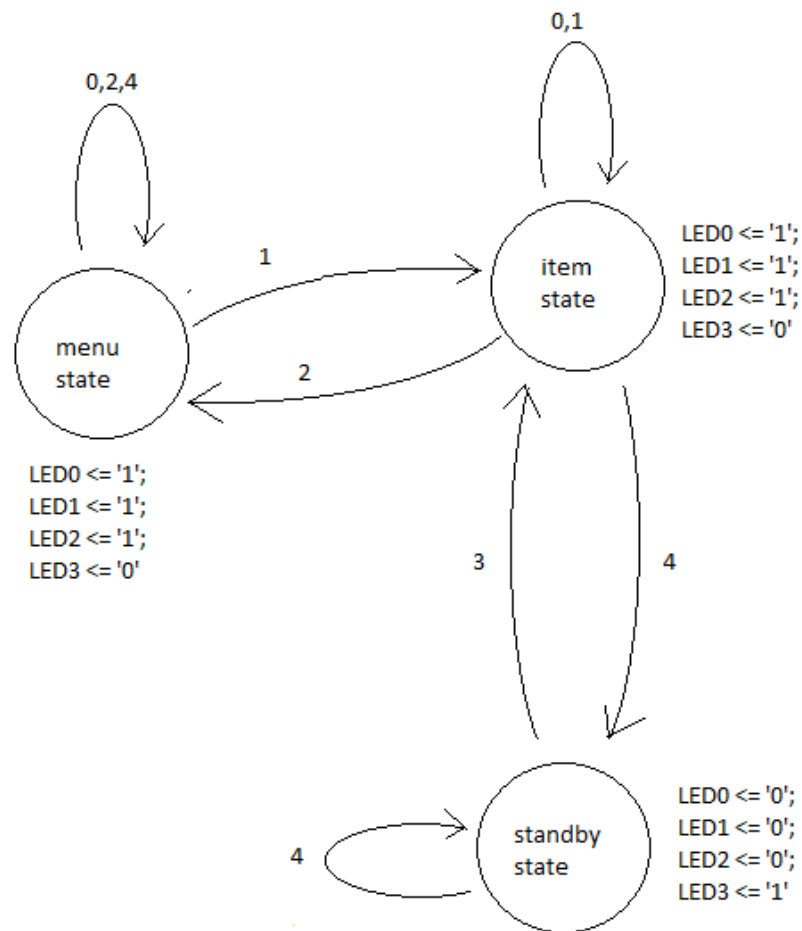 0,1
0,2,4
1
item
state
LED0 <= '1';
LED1 <= '1';
LED2 <= '1';
LED3 <= '0'
menu
state
2
LED0 <= '1';
LED1 <= '1';
LED2 <= '1';
LED3 <= '0'
3
4
standby
state
LED0 <= '0';
LED1 <= '0';
LED2 <= '0';
LED3 <= '1'
4